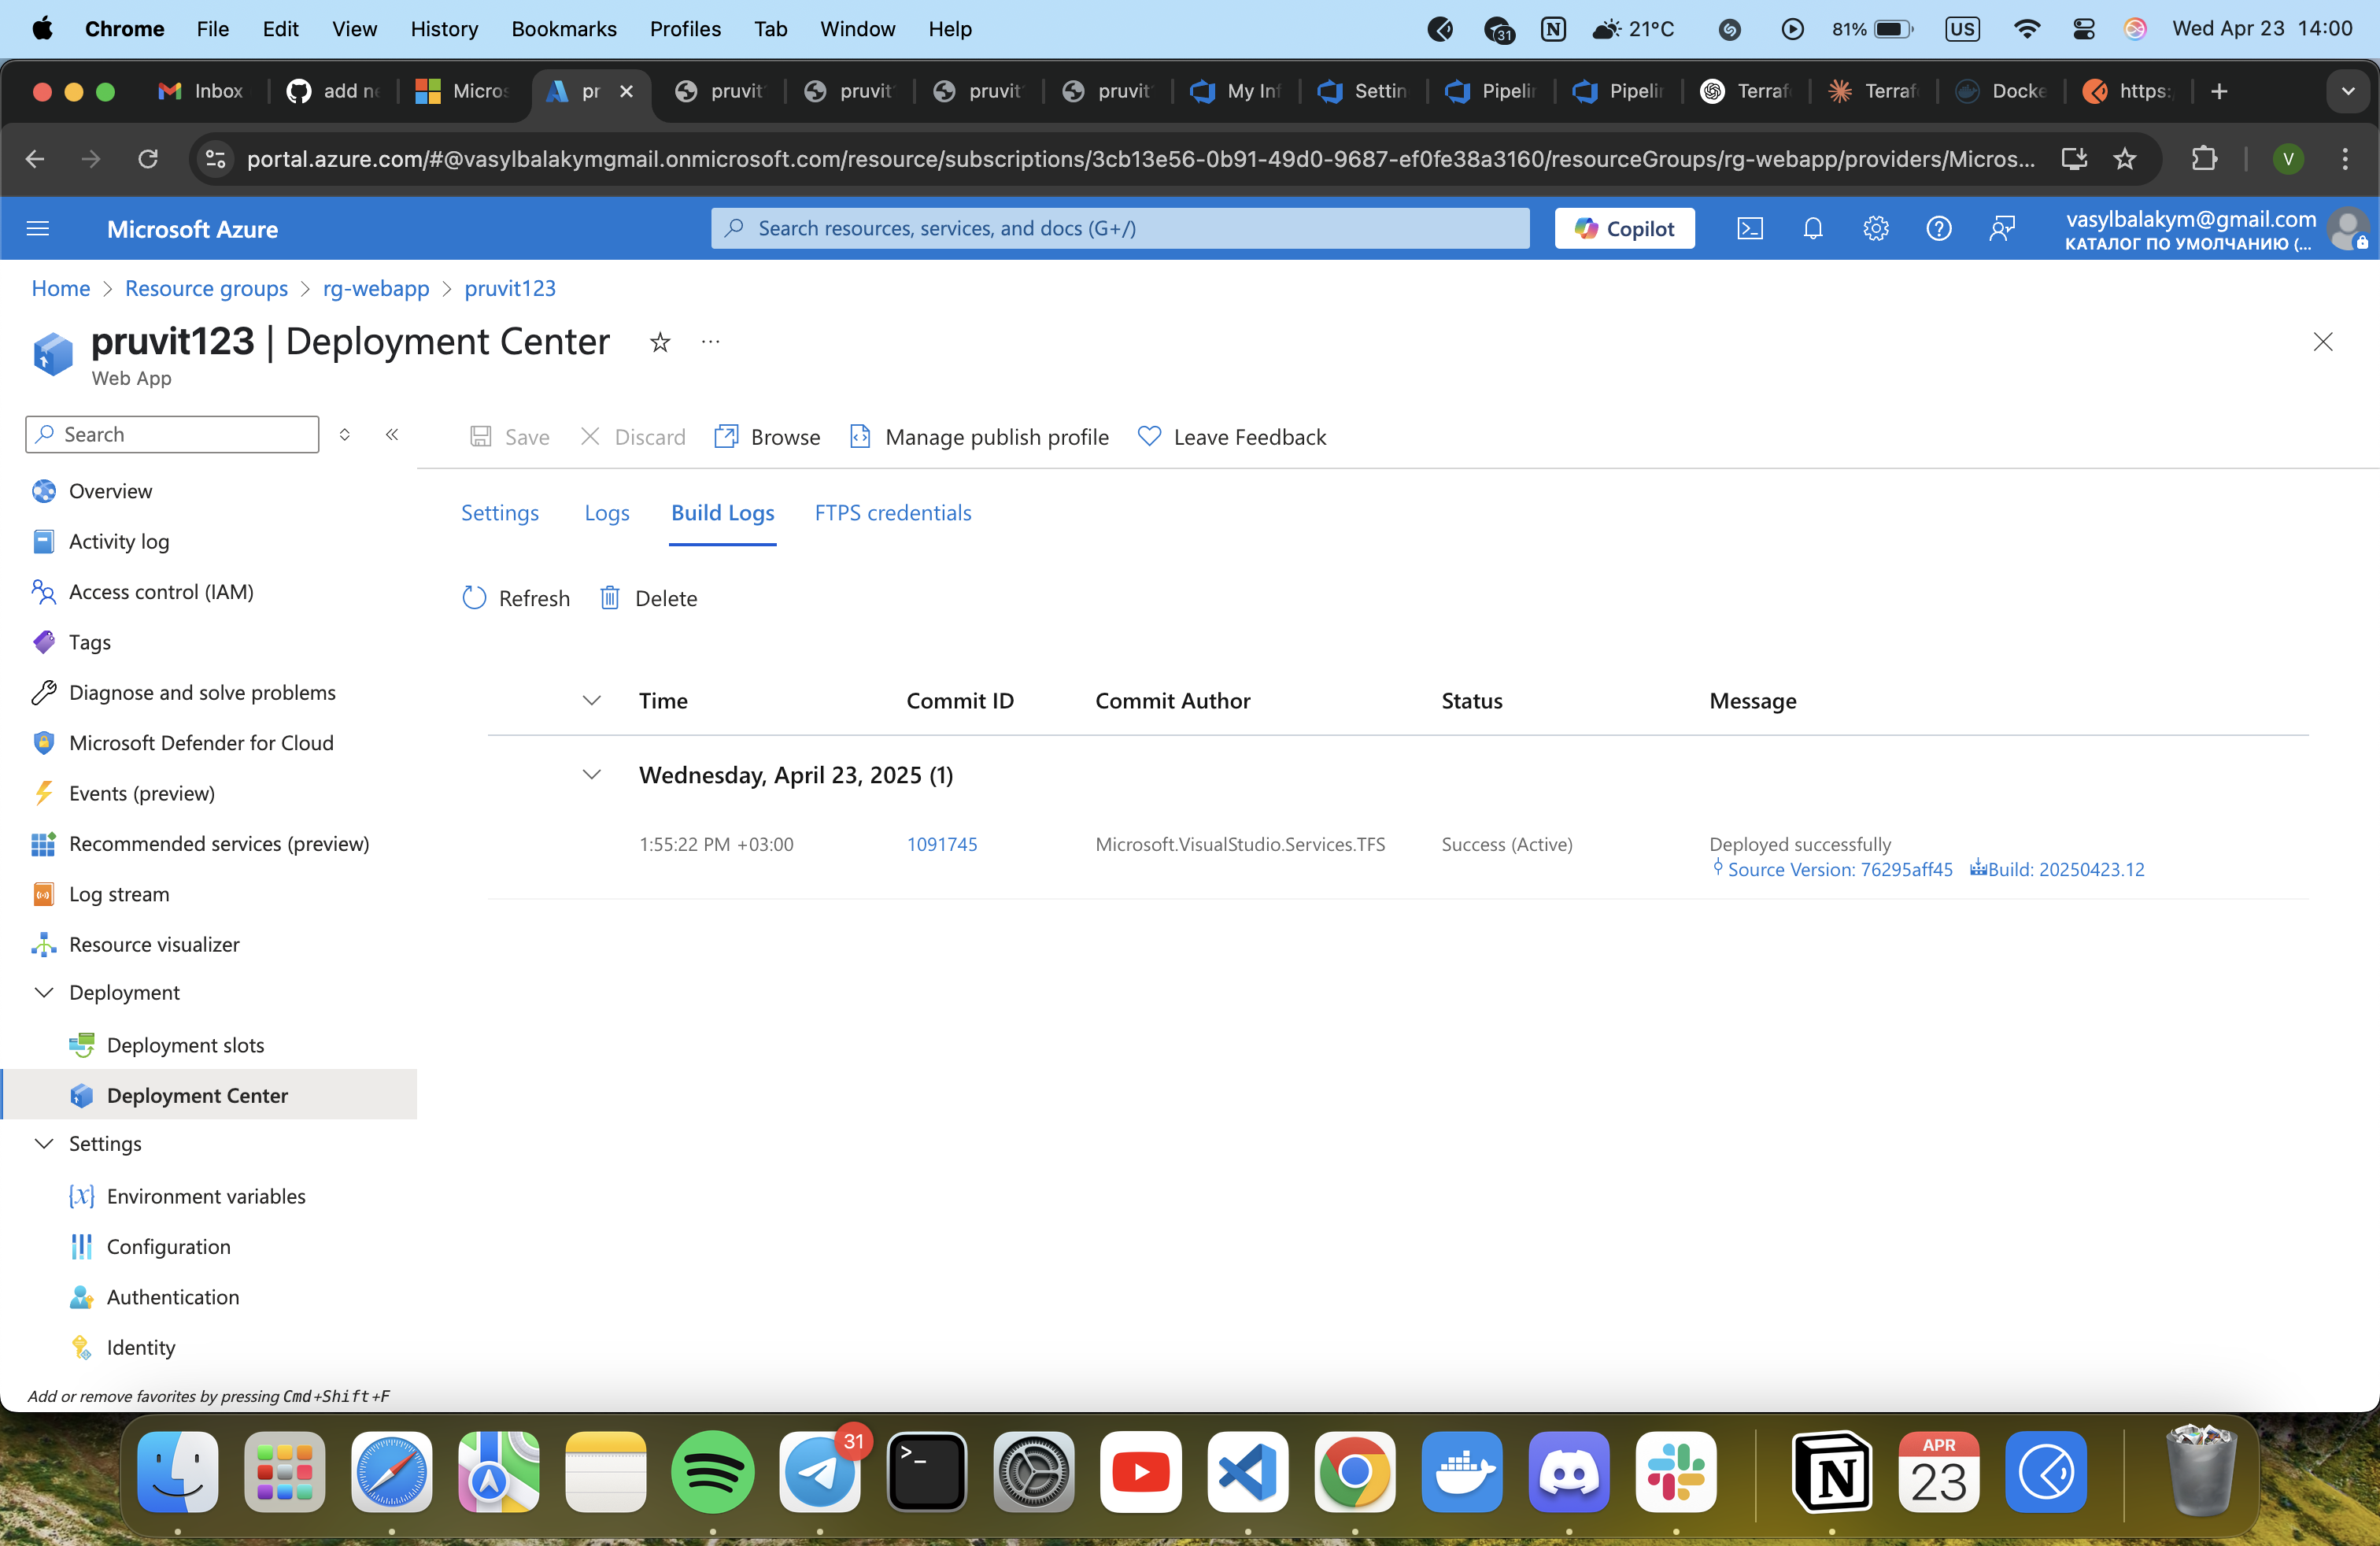 Chrome File Edit View History Bookmarks Profiles Tab Window Help 31 21°C 81% US Wed Apr 23 14:00
Inbox add ne Micros pr pruvit pruvit pruvit pruvit My Inf Settin Pipelin Pipelin Terraf Terraf Docke https:
portal.azure.com/#@vasylbalakymgmail.onmicrosoft.com/resource/subscriptions/3cb13e56-0b91-49d0-9687-ef0fe38a3160/resourceGroups/rg-webapp/providers/Micros... V
Microsoft Azure Search resources, services, and docs (G+/) Copilot vasylbalakym@gmail.com
КАТАЛОГ ПО УМОЛЧАНИЮ (...
Home > Resource groups > rg-webapp > pruvit123
pruvit123 | Deployment Center ...
Web App
Search
Save Discard Browse Manage publish profile Leave Feedback
Overview
Activity log
Access control (IAM)
Tags
Diagnose and solve problems
Microsoft Defender for Cloud
Events (preview)
Recommended services (preview)
Log stream
Resource visualizer
Deployment
Deployment slots
Deployment Center
Settings
Environment variables
Configuration
Authentication
Identity
Add or remove favorites by pressing Cmd+Shift+F
Settings Logs Build Logs FTPS credentials
Refresh Delete
Time Commit ID Commit Author Status Message
Wednesday, April 23, 2025 (1)
1:55:22 PM +03:00 1091745 Microsoft.VisualStudio.Services.TFS Success (Active) Deployed successfully
Source Version: 76295aff45 Build: 20250423.12
31
APR
23